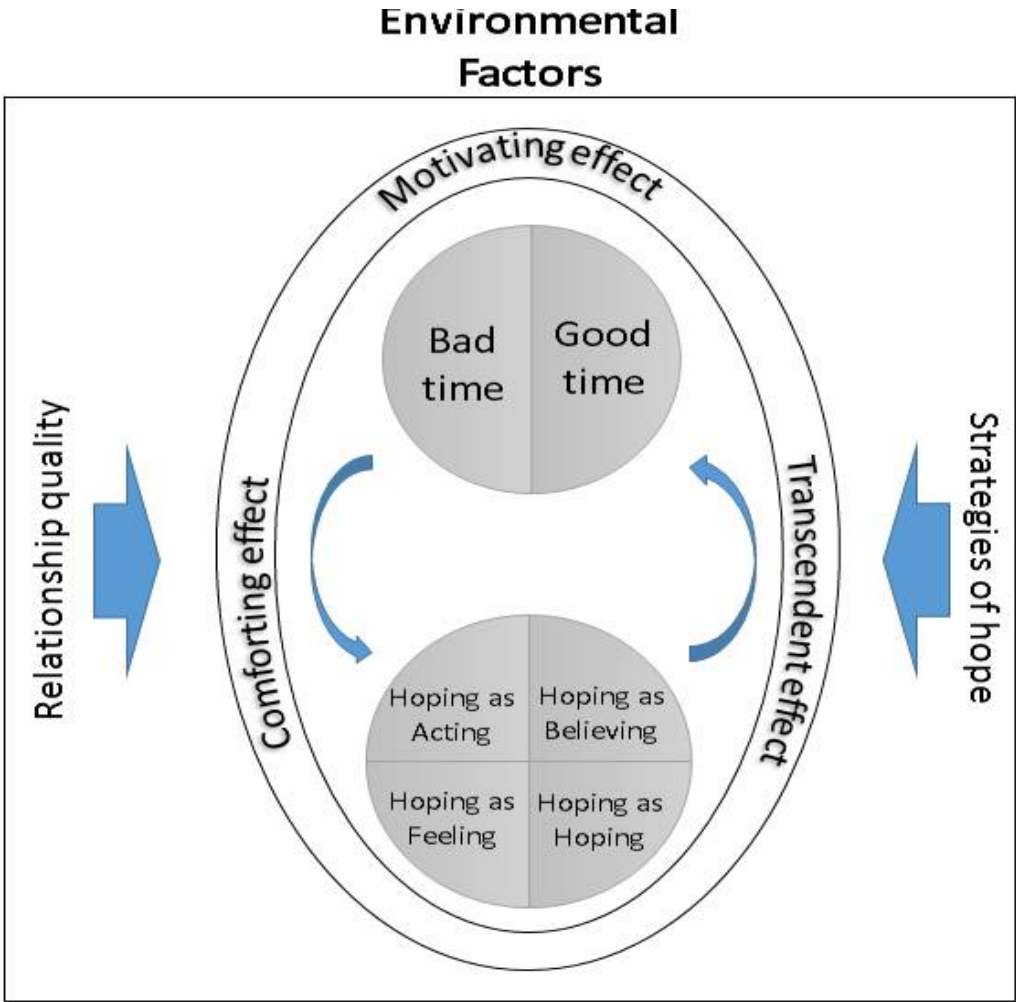 Environmental
Factors
Motivating effect
Bad
time
Good
time
Relationship quality
Comforting effect
Transcendent effect
Strategies of hope
Hoping as
Acting
Hoping as
Believing
Hoping as
Feeling
Hoping as
Hoping